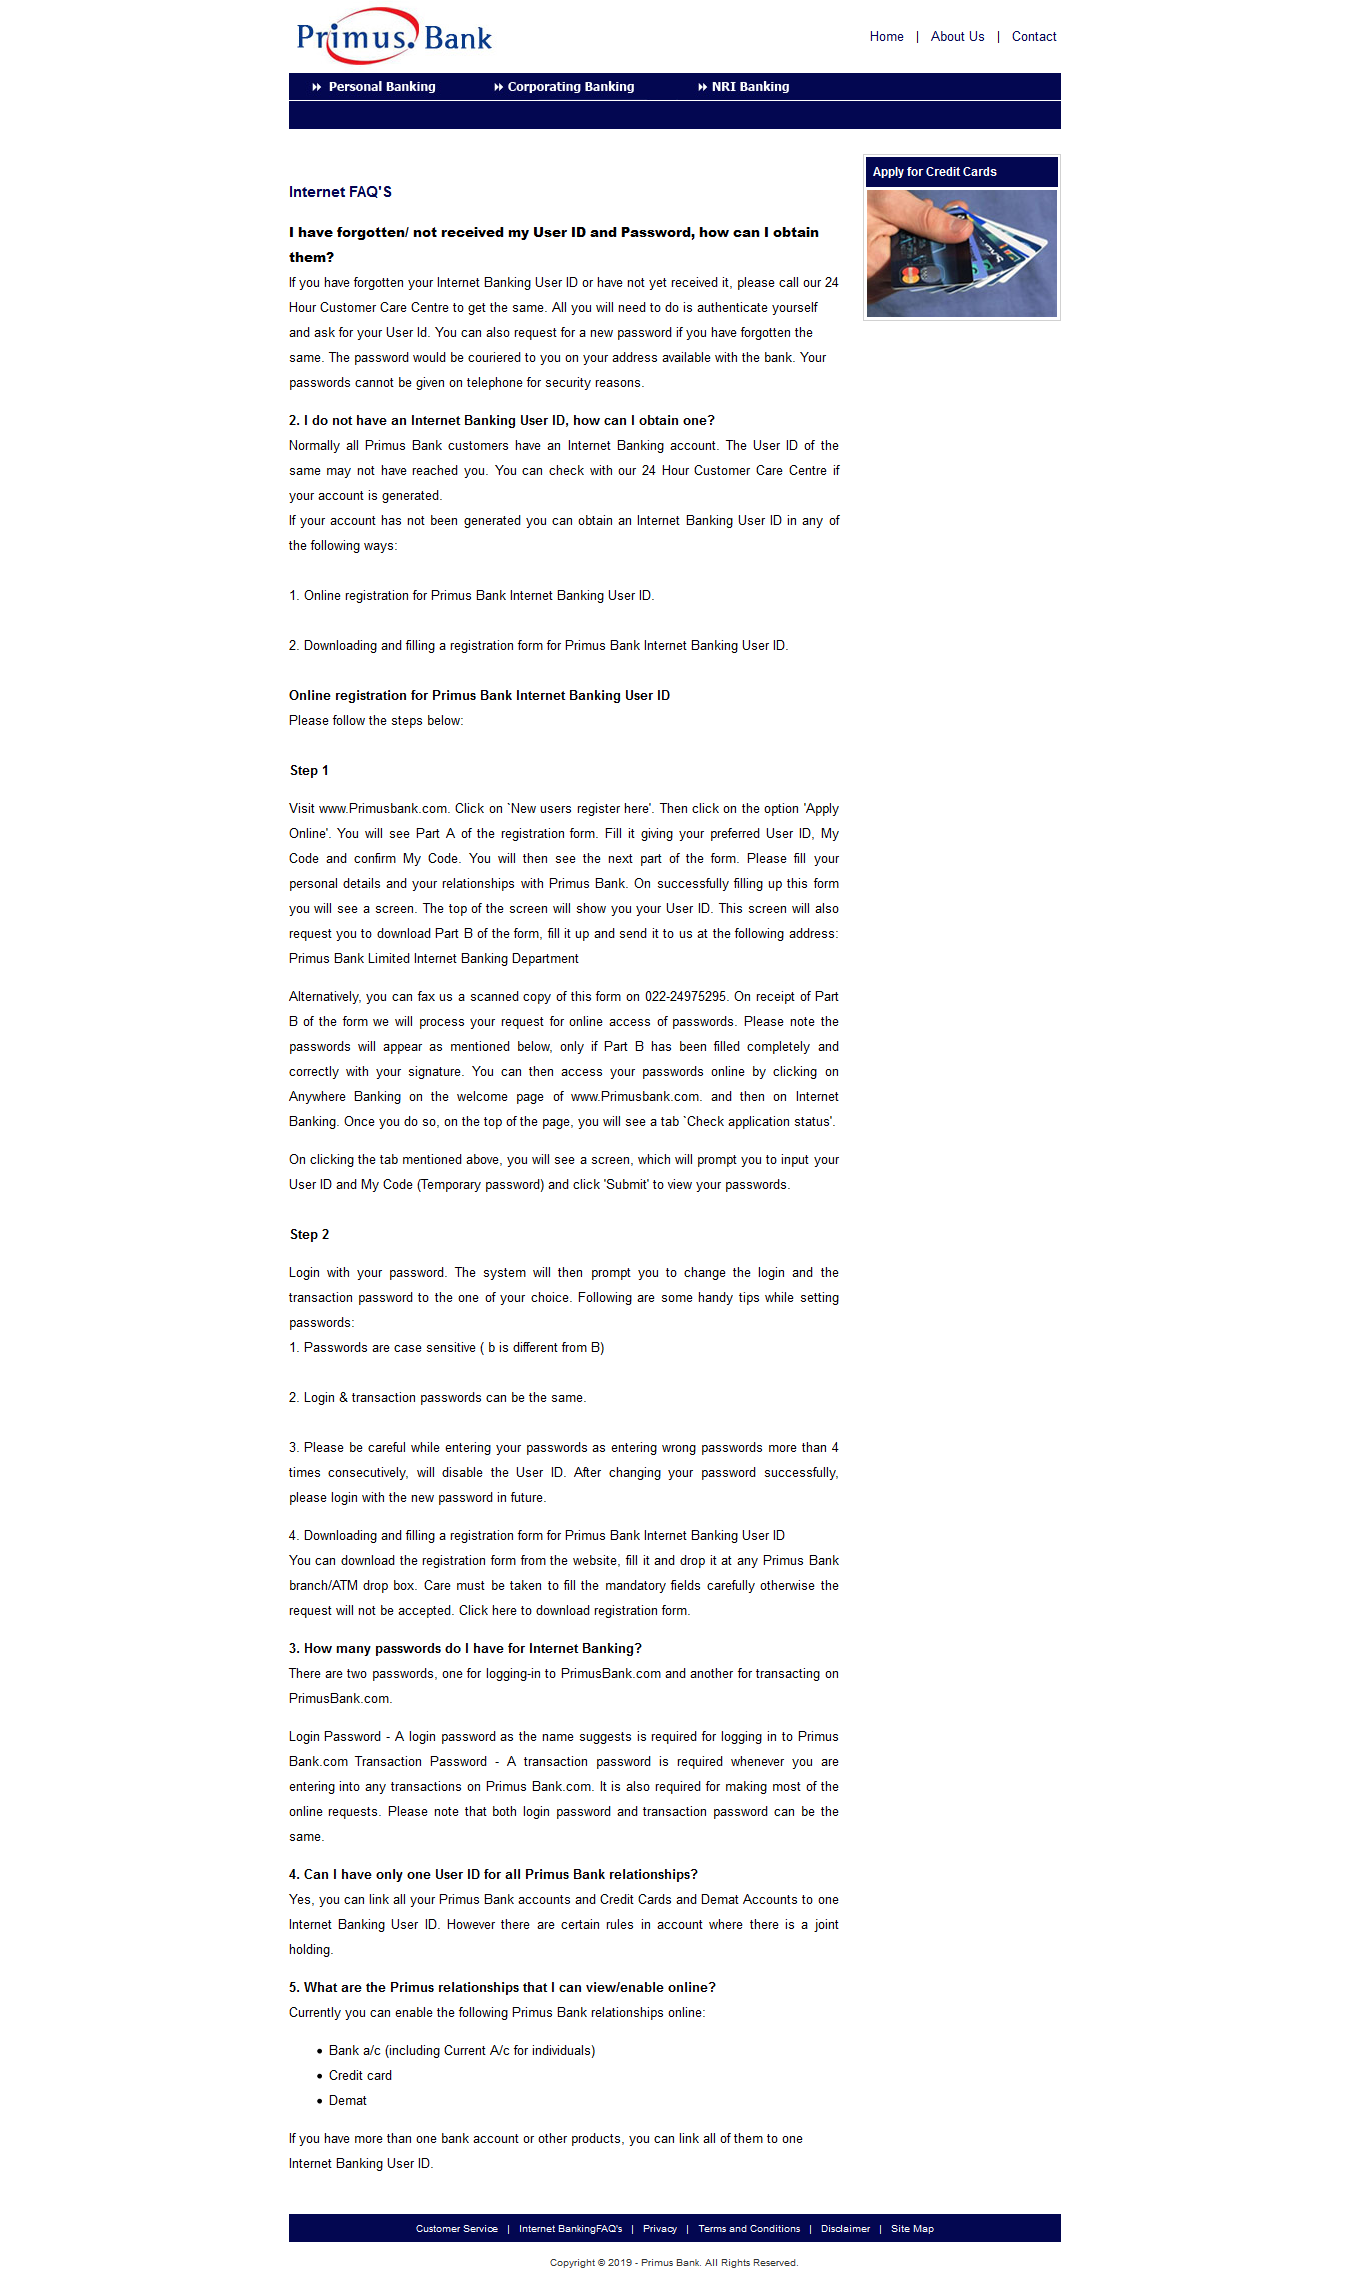 Primus. Bank
Home | About Us | Contact
Personal Banking Corporating Banking NRI Banking
Apply for Credit Cards
Internet FAQ'S
I have forgotten/ not received my User ID and Password, how can I obtain
them?
If you have forgotten your Internet Banking User ID or have not yet received it, please call our 24
Hour Customer Care Centre to get the same. All you will need to do is authenticate yourself
and ask for your User Id. You can also request for a new password if you have forgotten the
same. The password would be couriered to you on your address available with the bank. Your
passwords cannot be given on telephone for security reasons.
2. I do not have an Internet Banking User ID, how can I obtain one?
Normally all Primus Bank customers have an Internet Banking account. The User ID of the
same may not have reached you. You can check with our 24 Hour Customer Care Centre if
your account is generated.
If your account has not been generated you can obtain an Internet Banking User ID in any of
the following ways:
1. Online registration for Primus Bank Internet Banking User ID.
2. Downloading and filling a registration form for Primus Bank Internet Banking User ID.
Online registration for Primus Bank Internet Banking User ID
Please follow the steps below:
Step 1
Visit www.Primusbank.com. Click on `New users register here'. Then click on the option 'Apply
Online'. You will see Part A of the registration form. Fill it giving your preferred User ID, My
Code and confirm My Code. You will then see the next part of the form. Please fill your
personal details and your relationships with Primus Bank. On successfully filling up this form
you will see a screen. The top of the screen will show you your User ID. This screen will also
request you to download Part B of the form, fill it up and send it to us at the following address:
Primus Bank Limited Internet Banking Department
Alternatively, you can fax us a scanned copy of this form on 022-24975295. On receipt of Part
B of the form we will process your request for online access of passwords. Please note the
passwords will appear as mentioned below, only if Part B has been filled completely and
correctly with your signature. You can then access your passwords online by clicking on
Anywhere Banking on the welcome page of www.Primusbank.com. and then on Internet
Banking. Once you do so, on the top of the page, you will see a tab `Check application status'.
On clicking the tab mentioned above, you will see a screen, which will prompt you to input your
User ID and My Code (Temporary password) and click 'Submit' to view your passwords.
Step 2
Login with your password. The system will then prompt you to change the login and the
transaction password to the one of your choice. Following are some handy tips while setting
passwords:
1. Passwords are case sensitive ( b is different from B)
2. Login & transaction passwords can be the same.
3. Please be careful while entering your passwords as entering wrong passwords more than 4
times consecutively, will disable the User ID. After changing your password successfully,
please login with the new password in future.
4. Downloading and filling a registration form for Primus Bank Internet Banking User ID
You can download the registration form from the website, fill it and drop it at any Primus Bank
branch/ATM drop box. Care must be taken to fill the mandatory fields carefully otherwise the
request will not be accepted. Click here to download registration form.
3. How many passwords do I have for Internet Banking?
There are two passwords, one for logging-in to PrimusBank.com and another for transacting on
PrimusBank.com.
Login Password - A login password as the name suggests is required for logging in to Primus
Bank.com Transaction Password - A transaction password is required whenever you are
entering into any transactions on Primus Bank.com. It is also required for making most of the
online requests. Please note that both login password and transaction password can be the
same.
4. Can I have only one User ID for all Primus Bank relationships?
Yes, you can link all your Primus Bank accounts and Credit Cards and Demat Accounts to one
Internet Banking User ID. However there are certain rules in account where there is a joint
holding.
5. What are the Primus relationships that I can view/enable online?
Currently you can enable the following Primus Bank relationships online:
• Bank a/c (including Current A/c for individuals)
• Credit card
• Demat
If you have more than one bank account or other products, you can link all of them to one
Internet Banking User ID.
Customer Service | Internet BankingFAQ's | Privacy | Terms and Conditions | Disclaimer | Site Map
Copyright © 2019 - Primus Bank. All Rights Reserved.